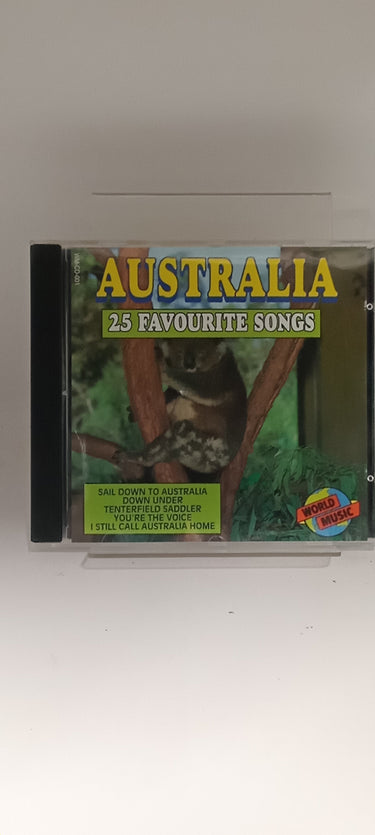 AUSTRALIA
25 FAVOURITE SONGS
SAIL DOWN TO AUSTRALIA
DOWN UNDER
TENTERFIELD SADDLER
YOU'RE THE VOICE
I STILL CALL AUSTRALIA HOME
WORLD
MUSIC